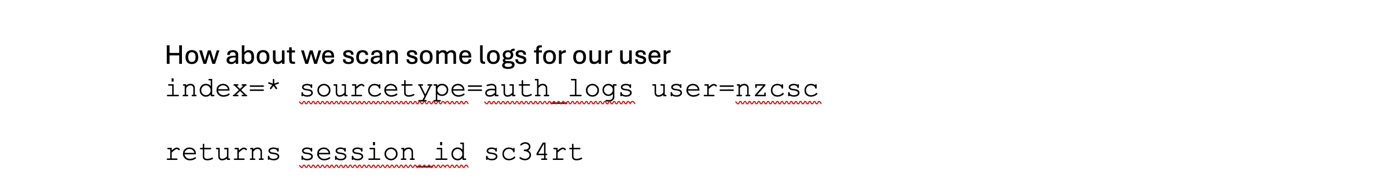 How about we scan some logs for our user
index=* sourcetype=auth_logs user=nzcsc
returns session_id sc34rt